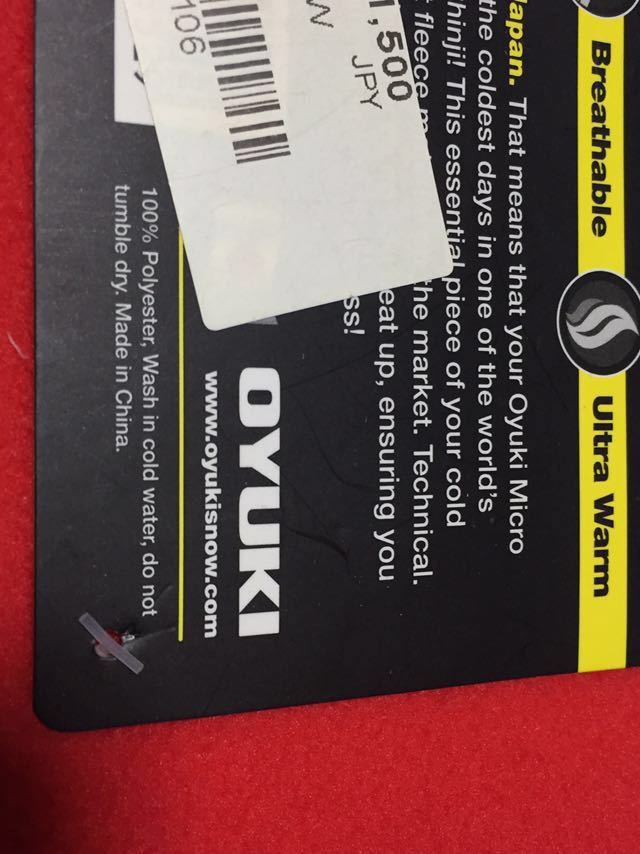 Breathable
Ultra Warm
Japan. That means that your Oyuki Micro
the coldest days in one of the world's
This essential piece of your cold
fleece the market. Technical.
eat up, ensuring you
ss!
1,500
JPY
W
106
OYUKI
www.oyukisnow.com
100% Polyester, Wash in cold water, do not
tumble dry. Made in China.